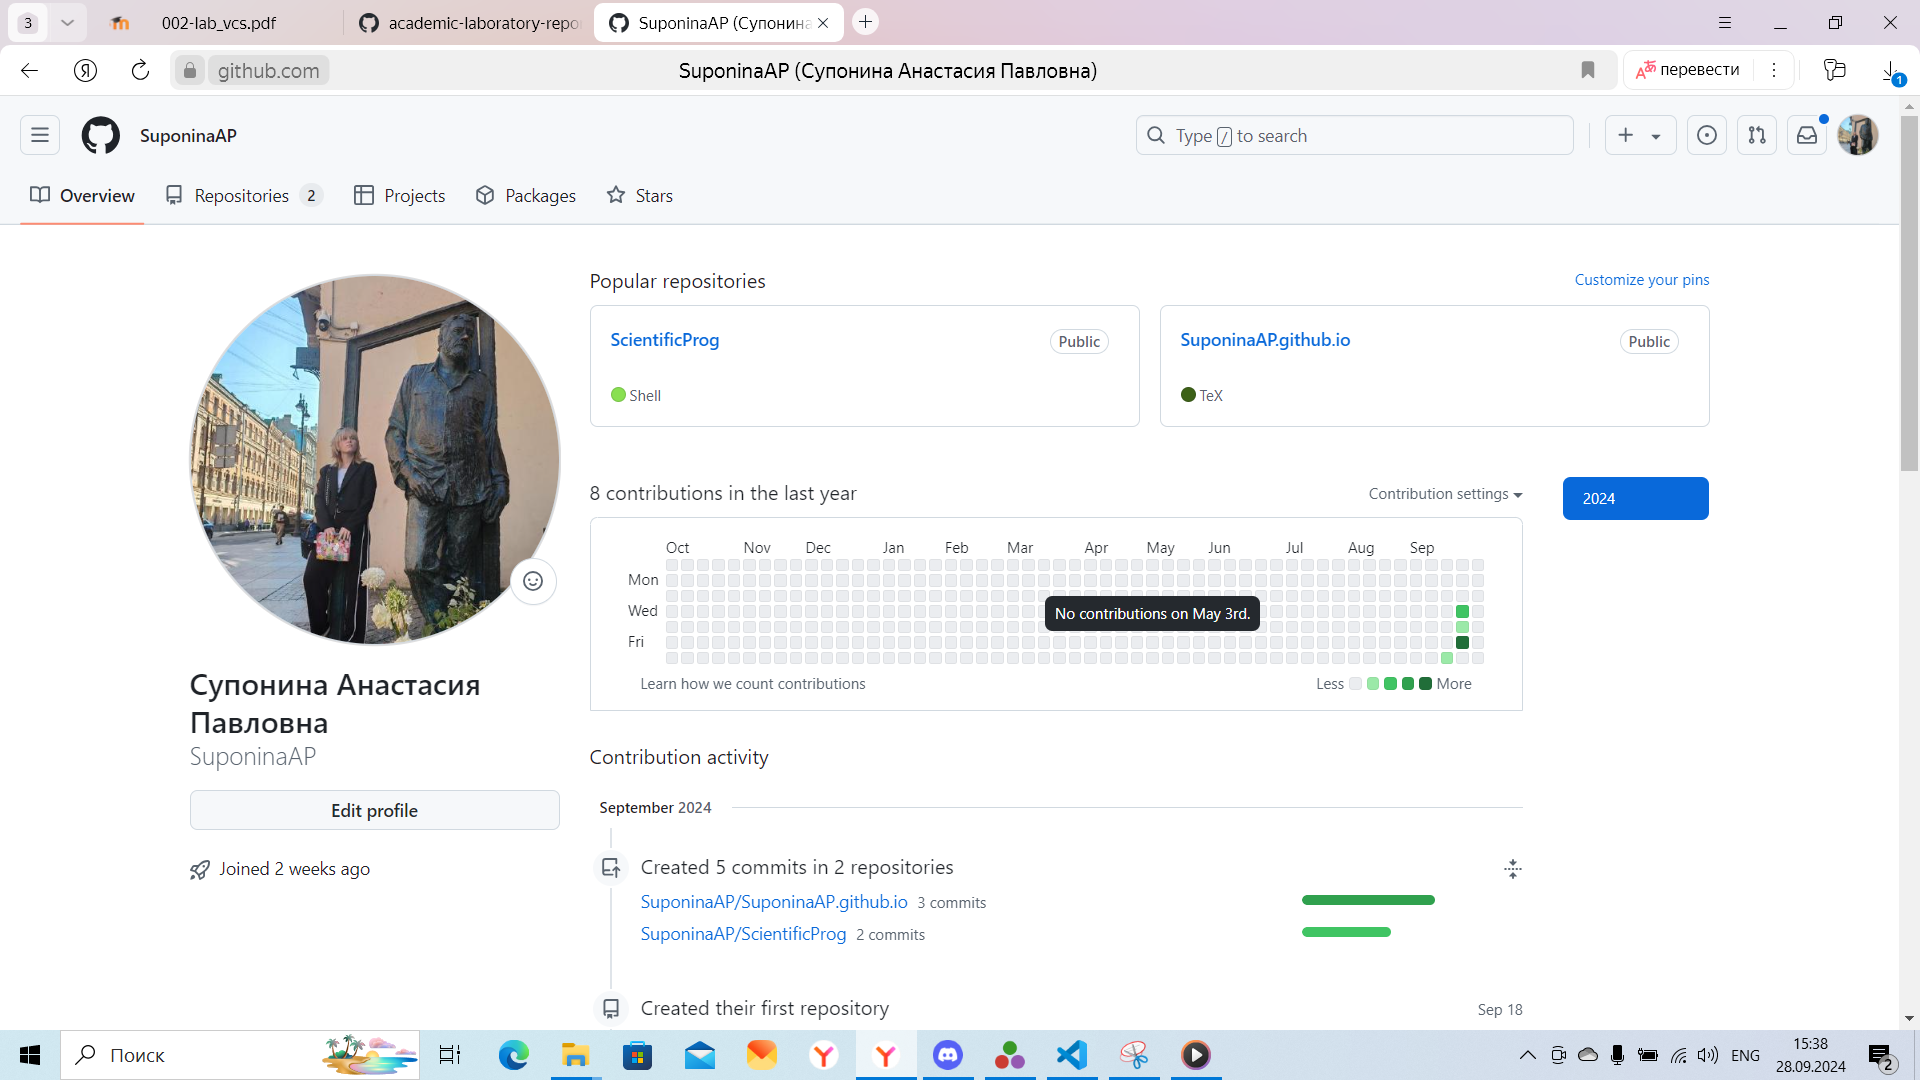 3
002-lab_vcs.pdf
academic-laboratory-repo
SuponinaAP (Супонина
github.com
SuponinaAP (Супонина Анастасия Павловна)
перевести
1
SuponinaAP
Type / to search
Overview
Repositories 2
Projects
Packages
Stars
Popular repositories
Customize your pins
ScientificProg
Public
Shell
SuponinaAP.github.io
Public
TeX
8 contributions in the last year
Contribution settings
2024
Oct Nov Dec Jan Feb Mar Apr May Jun Jul Aug Sep
Mon
Wed
Fri
No contributions on May 3rd.
Learn how we count contributions
Less
More
Супонина Анастасия
Павловна
SuponinaAP
Edit profile
Joined 2 weeks ago
Contribution activity
September 2024
Created 5 commits in 2 repositories
SuponinaAP/SuponinaAP.github.io 3 commits
SuponinaAP/ScientificProg 2 commits
Created their first repository
Sep 18
Поиск
ENG
15:38
28.09.2024
2